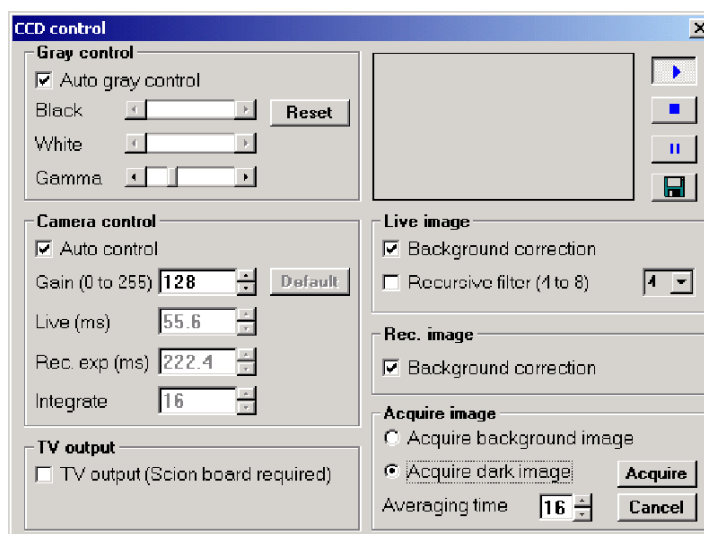 CCD control
Gray control
Auto gray control
Black
Reset
White
Gamma
Camera control
Auto control
Gain (0 to 255) 128 Default
Live (ms) 55.6
Rec. exp (ms) 222.4
Integrate 16
TV output
TV output (Scion board required)
Live image
Background correction
Recursive filter (4 to 8) 4
Rec. image
Background correction
Acquire image
Acquire background image
Acquire dark image Acquire
Averaging time 16 Cancel